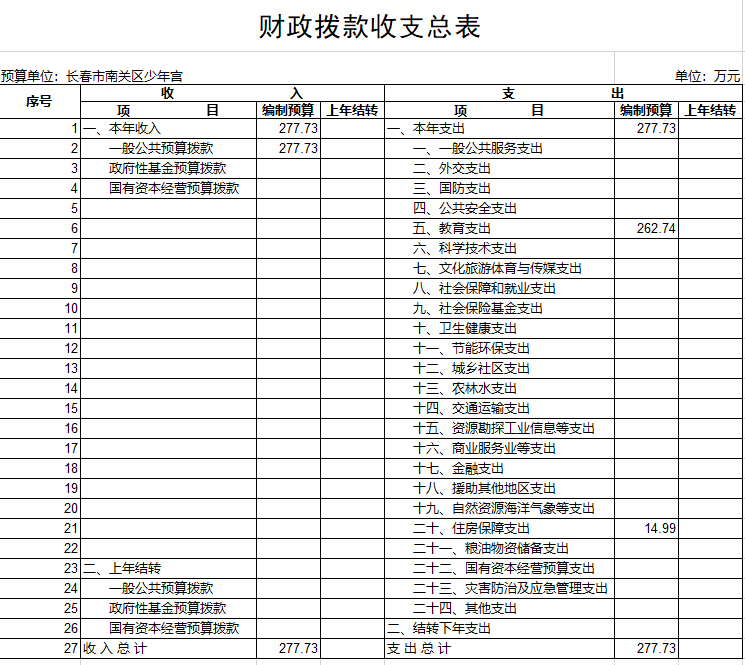 财政拨款收支总表
预算单位：长春市南关区少年宫 单位：万元
序号 收 入 支 出
项 目 编制预算 上年结转 项 目 编制预算 上年结转
1 一、本年收入 277.73 一、本年支出 277.73
2 一般公共预算拨款 277.73 一、一般公共服务支出
3 政府性基金预算拨款 二、外交支出
4 国有资本经营预算拨款 三、国防支出
5 四、公共安全支出
6 五、教育支出 262.74
7 六、科学技术支出
8 七、文化旅游体育与传媒支出
9 八、社会保障和就业支出
10 九、社会保险基金支出
11 十、卫生健康支出
12 十一、节能环保支出
13 十二、城乡社区支出
14 十三、农林水支出
15 十四、交通运输支出
16 十五、资源勘探工业信息等支出
17 十六、商业服务业等支出
18 十七、金融支出
19 十八、援助其他地区支出
20 十九、自然资源海洋气象等支出
21 二十、住房保障支出 14.99
22 二十一、粮油物资储备支出
23 二、上年结转 二十二、国有资本经营预算支出
24 一般公共预算拨款 二十三、灾害防治及应急管理支出
25 政府性基金预算拨款 二十四、其他支出
26 国有资本经营预算拨款 二、结转下年支出
27 收 入 总 计 277.73 支 出 总 计 277.73